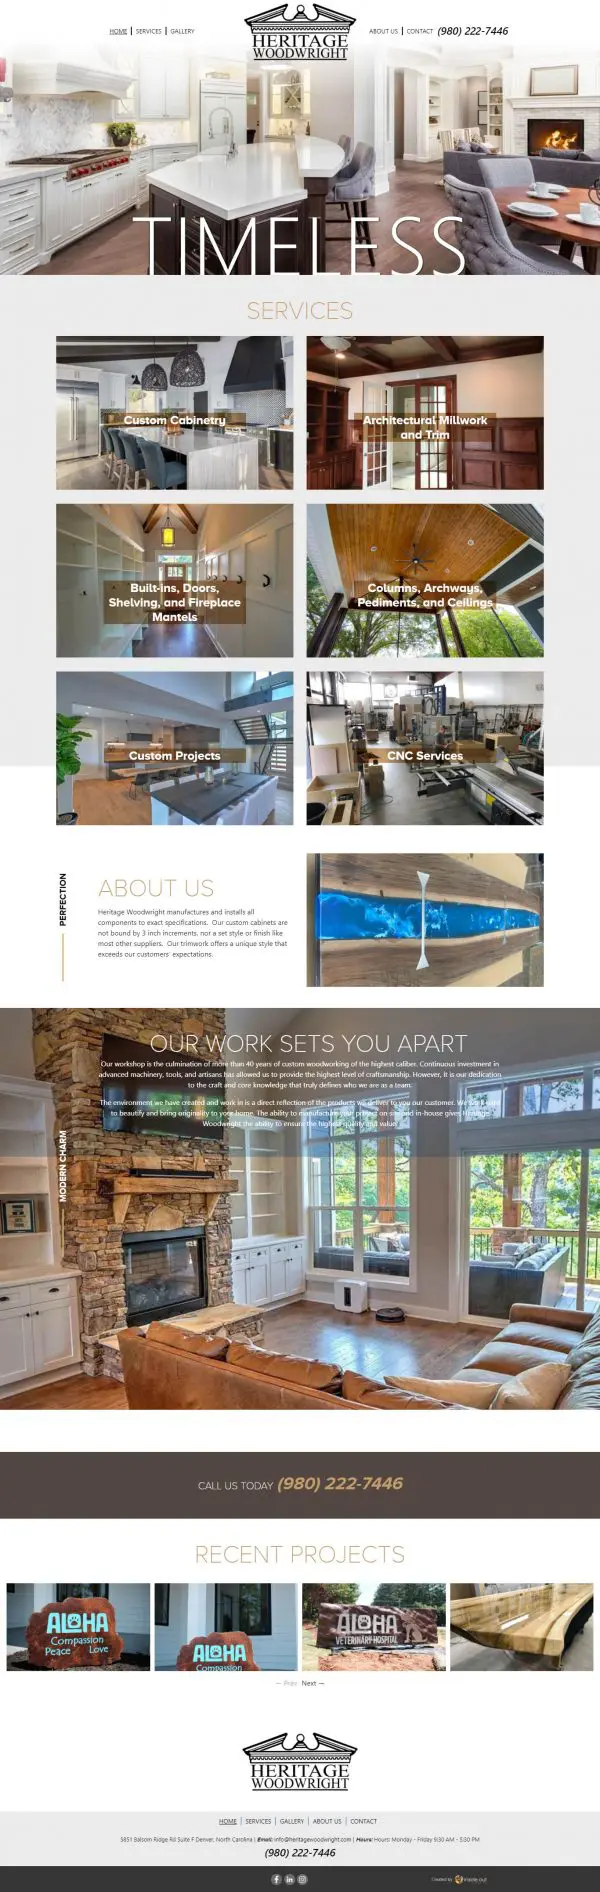 HOME | SERVICES | GALLERY
HERITAGE
WOODWRIGHT
ABOUT US | CONTACT (980) 222-7446
TIMELESS
SERVICES
Custom Cabinetry
Architectural Millwork
and Trim
Built-ins, Doors,
Shelving, and Fireplace
Mantels
Columns, Archways,
Pediments, and Ceilings
Custom Projects
CNC Services
PERFECTION
ABOUT US
Heritage Woodwright manufactures and installs all
components to exact specifications. Our custom cabinets are
not bound by 3 inch increments, nor a set style or finish like
most other suppliers. Our trimwork offers a unique style that
exceeds our customers' expectations.
OUR WORK SETS YOU APART
Our workshop is the culmination of more than 40 years of custom woodworking of the highest caliber. Continuous investment in
advanced machinery, tools, and artisans has allowed us to provide the highest level of craftsmanship. However, it is our dedication
to the craft and core knowledge that truly defines who we are as a team.
The environment we have created and work in is a direct reflection of the products we deliver to you our customer. We
to beautify and bring originality to your home. The ability to manufacture your project on site and in-house gives Heritage
Woodwright the ability to ensure the highest quality and value.
MODERN CHARM
CALL US TODAY (980) 222-7446
RECENT PROJECTS
ALOHA
Compassion
Peace Love
ALOHA
Compassion
ALOHA
VETERINARY HOSPITAL
← Prev Next →
HERITAGE
WOODWRIGHT
HOME | SERVICES | GALLERY | ABOUT US | CONTACT
5851 Balsom Ridge Rd Suite F Denver, North Carolina | Email: info@heritagewoodwright.com | Hours: Hours: Monday - Friday 9:30 AM - 5:30 PM
(980) 222-7446
Created by inside out